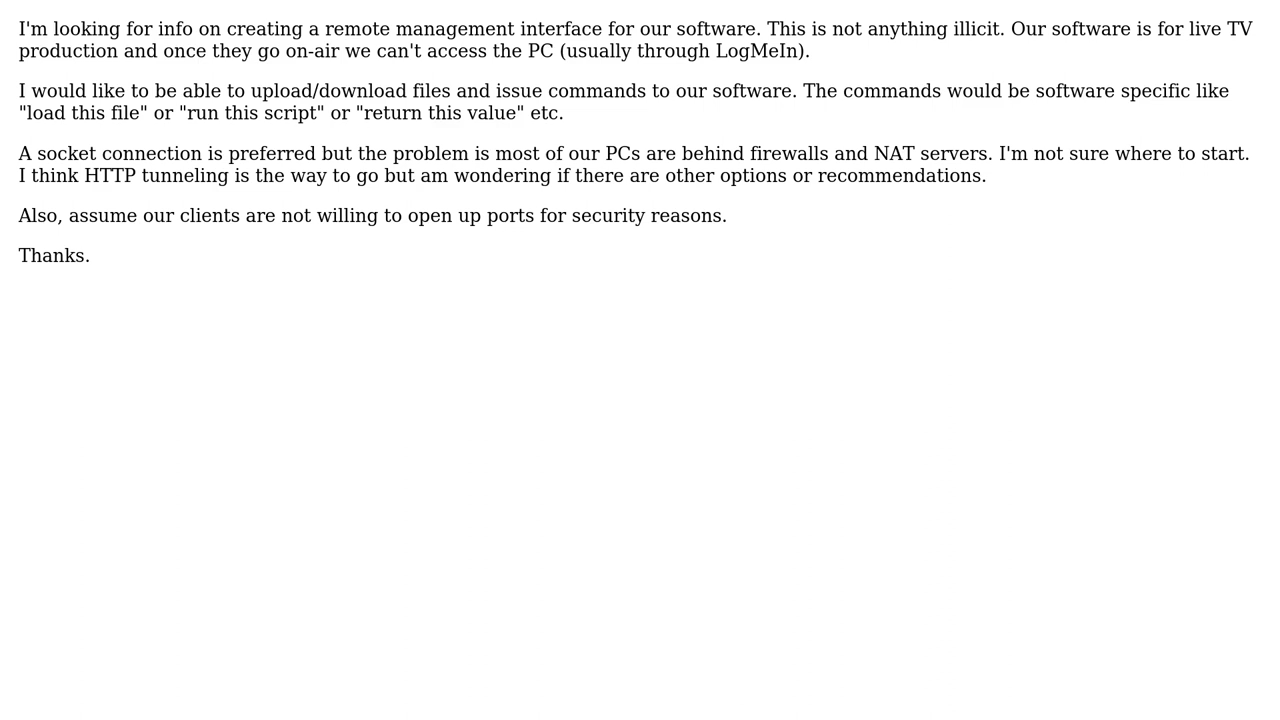 I'm looking for info on creating a remote management interface for our software. This is not anything illicit. Our software is for live TV
production and once they go on-air we can't access the PC (usually through LogMeIn).
I would like to be able to upload/download files and issue commands to our software. The commands would be software specific like
"load this file" or "run this script" or "return this value" etc.
A socket connection is preferred but the problem is most of our PCs are behind firewalls and NAT servers. I'm not sure where to start.
I think HTTP tunneling is the way to go but am wondering if there are other options or recommendations.
Also, assume our clients are not willing to open up ports for security reasons.
Thanks.